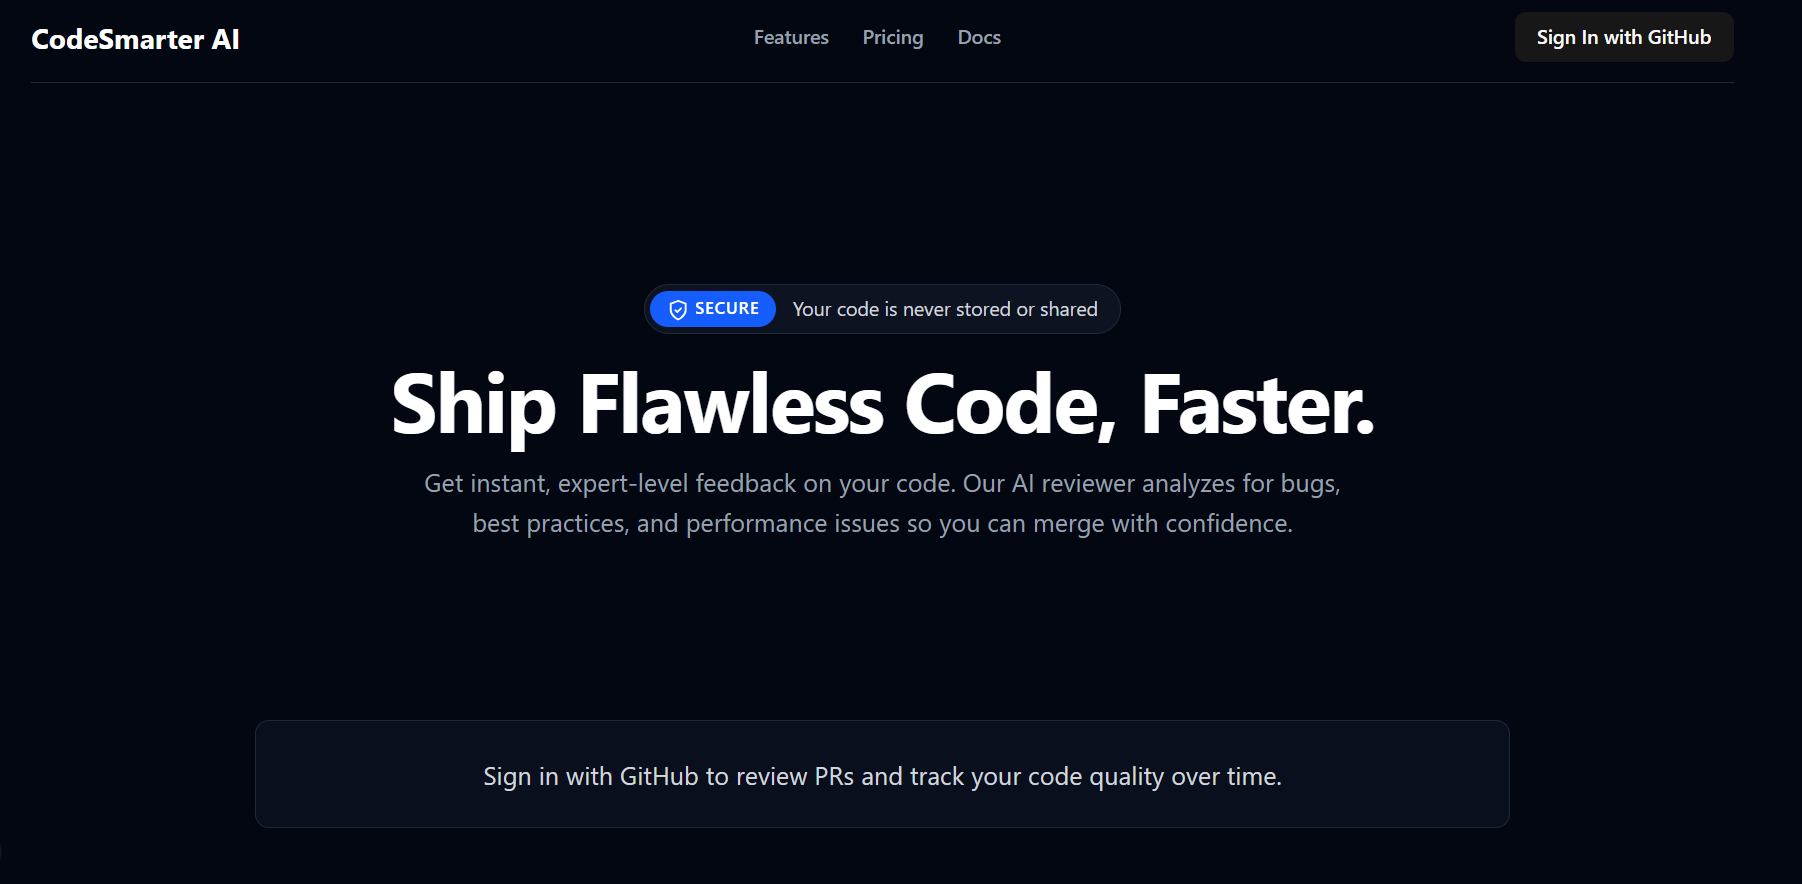 CodeSmarter AI
Features Pricing Docs
Sign In with GitHub
SECURE Your code is never stored or shared
Ship Flawless Code, Faster.
Get instant, expert-level feedback on your code. Our AI reviewer analyzes for bugs,
best practices, and performance issues so you can merge with confidence.
Sign in with GitHub to review PRs and track your code quality over time.